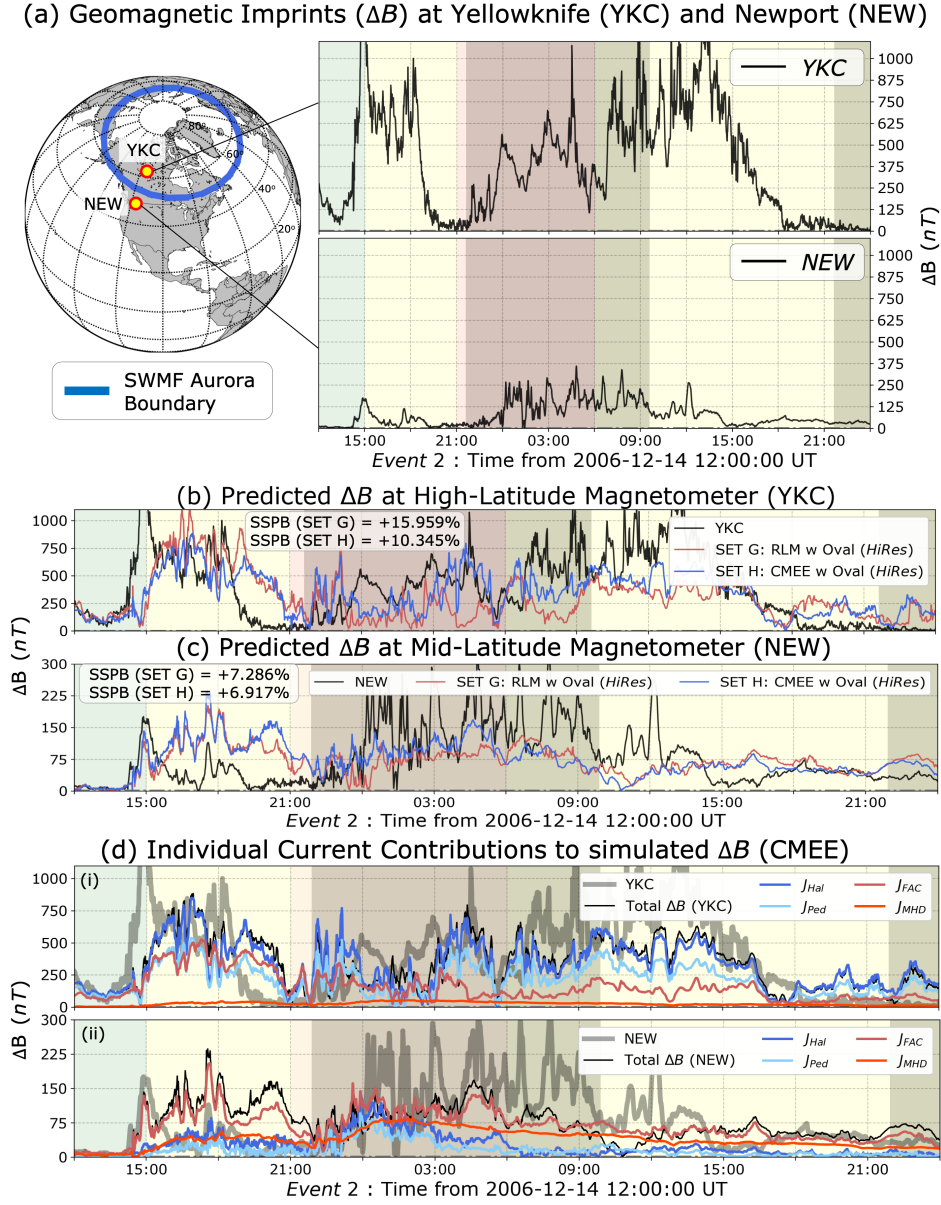 (a) Geomagnetic Imprints (ΔB) at Yellowknife (YKC) and Newport (NEW)
YKC
NEW
80°
60°
40°
20°
SWMF Aurora
Boundary
YKC
1000
875
750
625
500
375
250
125
0
NEW
1000
875
750
625
500
375
250
125
0
ΔB (nT)
15:00 21:00 03:00 09:00 15:00 21:00
Event 2 : Time from 2006-12-14 12:00:00 UT
(b) Predicted ΔB at High-Latitude Magnetometer (YKC)
1000
750
500
250
0
SSPB (SET G) = +15.959%
SSPB (SET H) = +10.345%
YKC
SET G: RLM w Oval (HiRes)
SET H: CMEE w Oval (HiRes)
ΔB (nT)
(c) Predicted ΔB at Mid-Latitude Magnetometer (NEW)
300
225
150
75
0
SSPB (SET G) = +7.286%
SSPB (SET H) = +6.917%
NEW SET G: RLM w Oval (HiRes) SET H: CMEE w Oval (HiRes)
15:00 21:00 03:00 09:00 15:00 21:00
Event 2 : Time from 2006-12-14 12:00:00 UT
(d) Individual Current Contributions to simulated ΔB (CMEE)
(i)
1000
750
500
250
0
YKC J_Hal J_FAC
Total ΔB (YKC) J_Ped J_MHD
ΔB (nT)
(ii)
300
225
150
75
0
NEW J_Hal J_FAC
Total ΔB (NEW) J_Ped J_MHD
ΔB
15:00 21:00 03:00 09:00 15:00 21:00
Event 2 : Time from 2006-12-14 12:00:00 UT